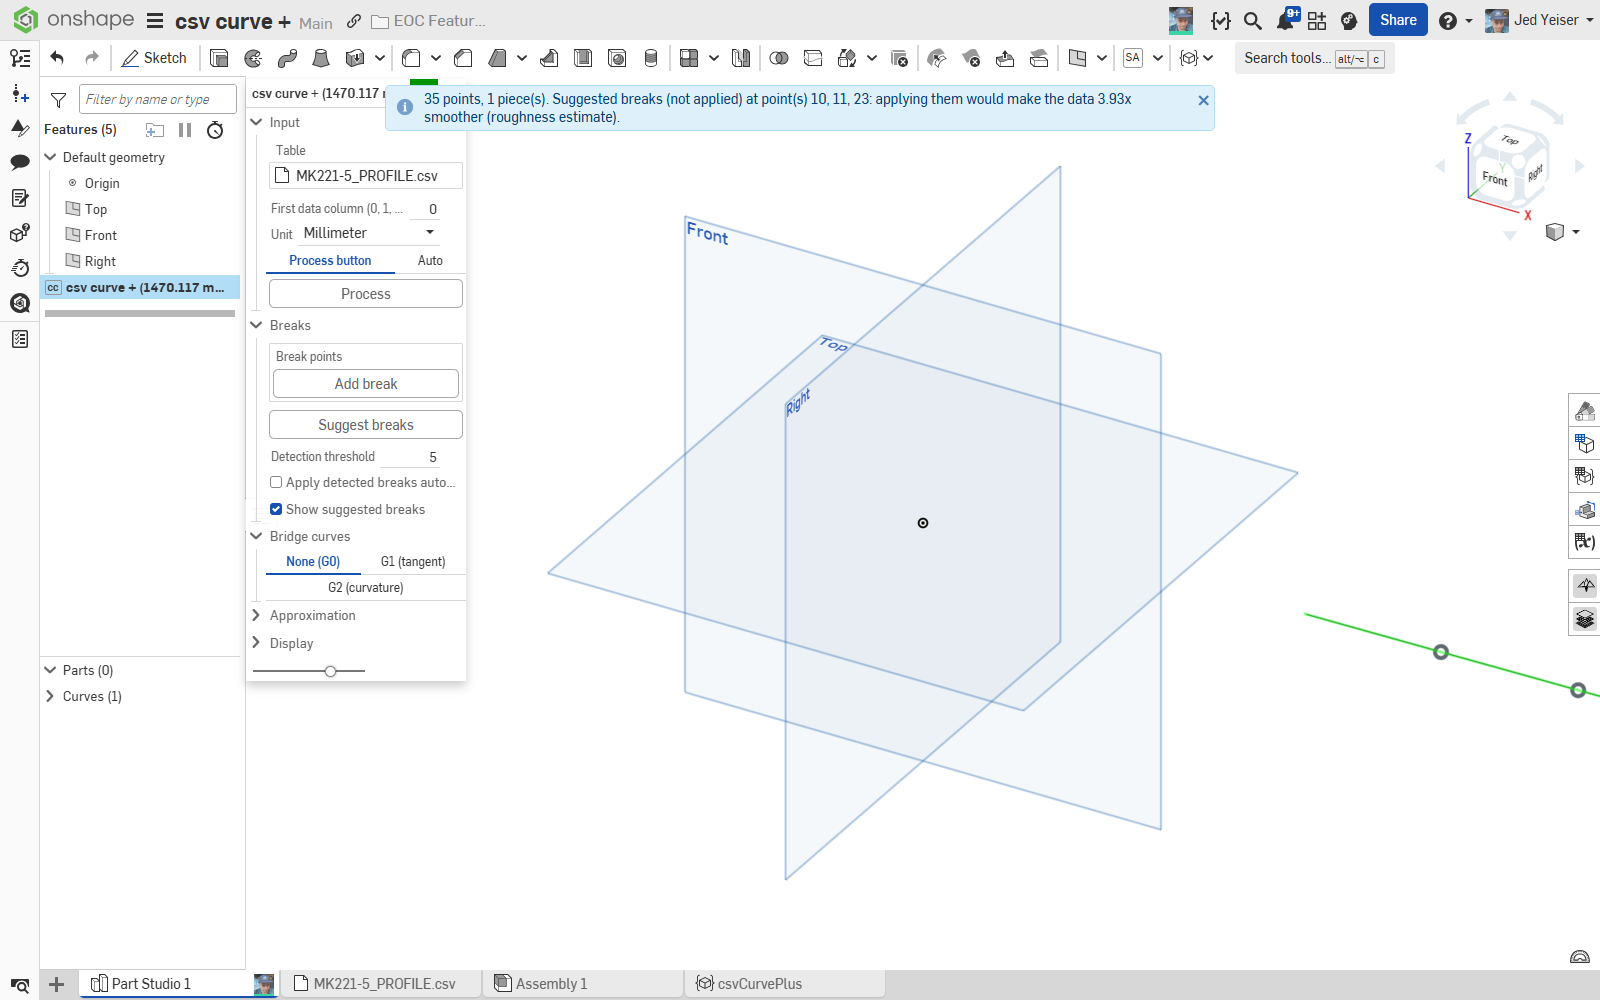 onshape
csv curve +
Main
EOC Featur...
9+
Share
Jed Yeiser
Sketch
SA
Search tools...
alt/⌥
c
Filter by name or type
Features (5)
Default geometry
Origin
Top
Front
Right
cc
csv curve + (1470.117 m...
Parts (0)
Curves (1)
csv curve + (1470.117 
35 points, 1 piece(s). Suggested breaks (not applied) at point(s) 10, 11, 23: applying them would make the data 3.93x
smoother (roughness estimate).
Input
Table
MK221-5_PROFILE.csv
First data column (0, 1, ...
0
Unit
Millimeter
Process button
Auto
Process
Breaks
Break points
Add break
Suggest breaks
Detection threshold
5
Apply detected breaks auto...
Show suggested breaks
Bridge curves
None (G0)
G1 (tangent)
G2 (curvature)
Approximation
Display
Front
Top
Right
Z
Top
Y
Front
Right
X
Part Studio 1
MK221-5_PROFILE.csv
Assembly 1
csvCurvePlus